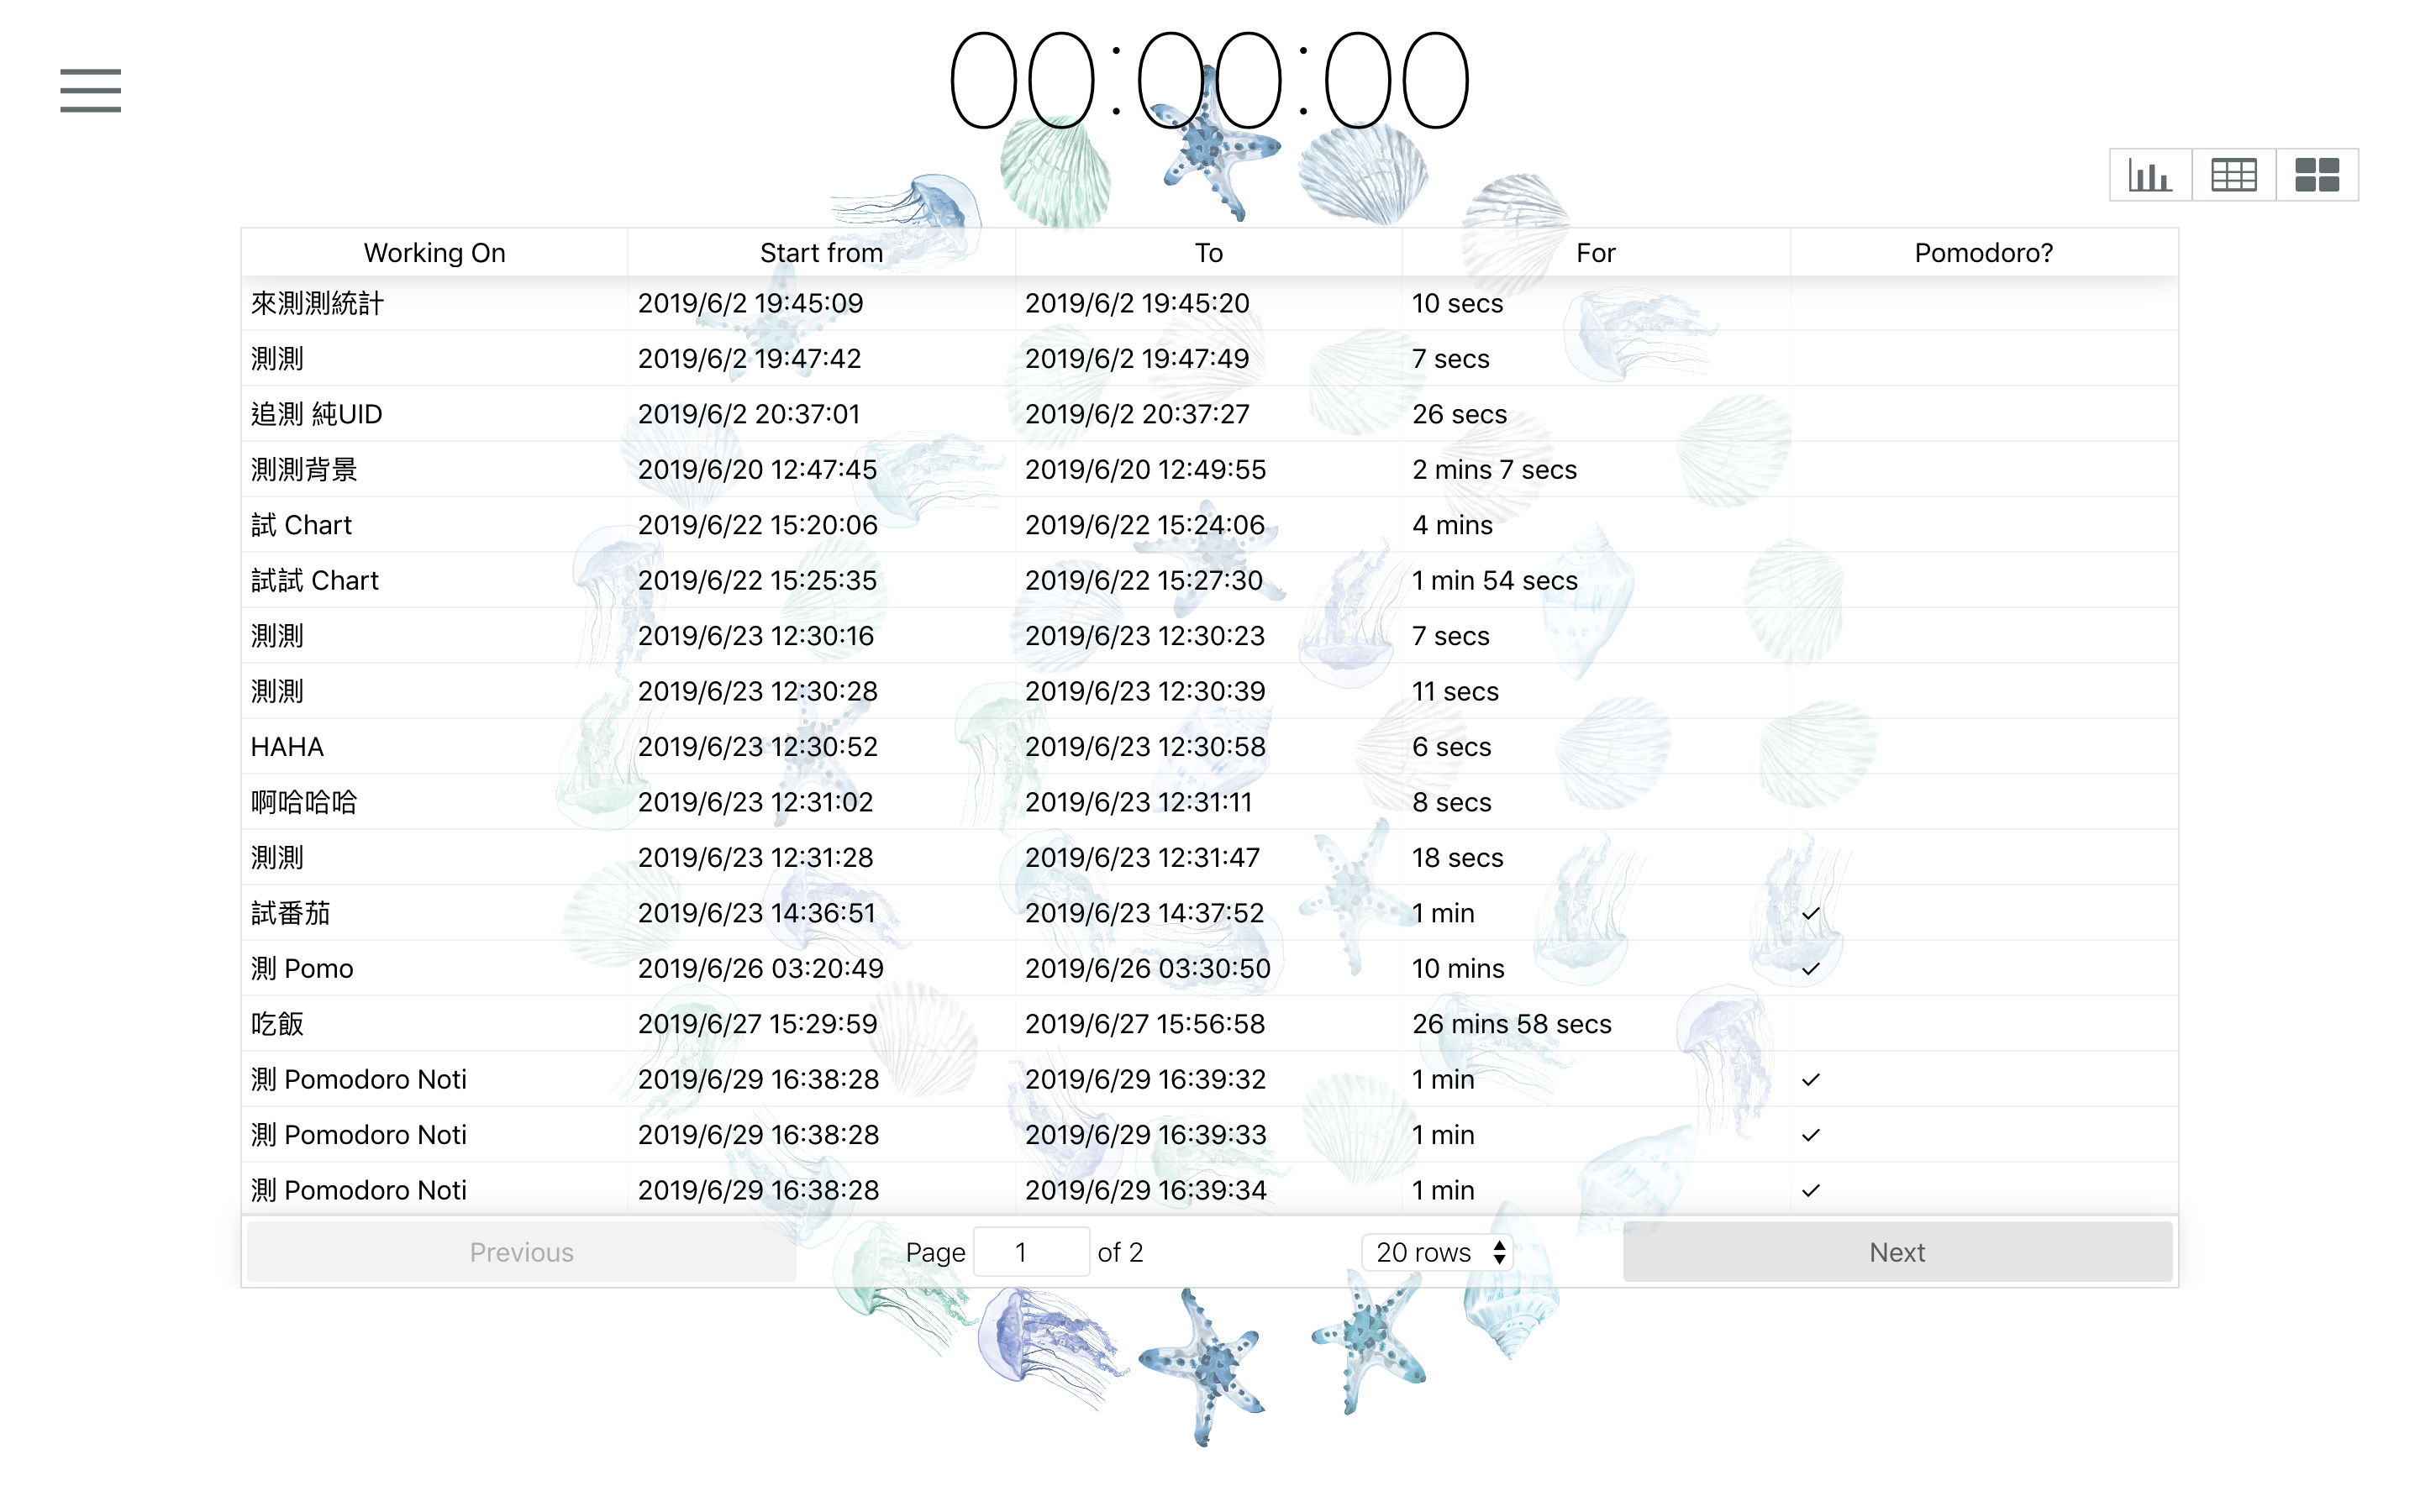 00:00:00
Working On Start from To For Pomodoro?
來測測統計 2019/6/2 19:45:09 2019/6/2 19:45:20 10 secs
測測 2019/6/2 19:47:42 2019/6/2 19:47:49 7 secs
追測 純UID 2019/6/2 20:37:01 2019/6/2 20:37:27 26 secs
測測背景 2019/6/20 12:47:45 2019/6/20 12:49:55 2 mins 7 secs
試 Chart 2019/6/22 15:20:06 2019/6/22 15:24:06 4 mins
試試 Chart 2019/6/22 15:25:35 2019/6/22 15:27:30 1 min 54 secs
測測 2019/6/23 12:30:16 2019/6/23 12:30:23 7 secs
測測 2019/6/23 12:30:28 2019/6/23 12:30:39 11 secs
HAHA 2019/6/23 12:30:52 2019/6/23 12:30:58 6 secs
啊哈哈哈 2019/6/23 12:31:02 2019/6/23 12:31:11 8 secs
測測 2019/6/23 12:31:28 2019/6/23 12:31:47 18 secs
試番茄 2019/6/23 14:36:51 2019/6/23 14:37:52 1 min ✓
測 Pomo 2019/6/26 03:20:49 2019/6/26 03:30:50 10 mins ✓
吃飯 2019/6/27 15:29:59 2019/6/27 15:56:58 26 mins 58 secs
測 Pomodoro Noti 2019/6/29 16:38:28 2019/6/29 16:39:32 1 min ✓
測 Pomodoro Noti 2019/6/29 16:38:28 2019/6/29 16:39:33 1 min ✓
測 Pomodoro Noti 2019/6/29 16:38:28 2019/6/29 16:39:34 1 min ✓
Previous Page 1 of 2 20 rows Next